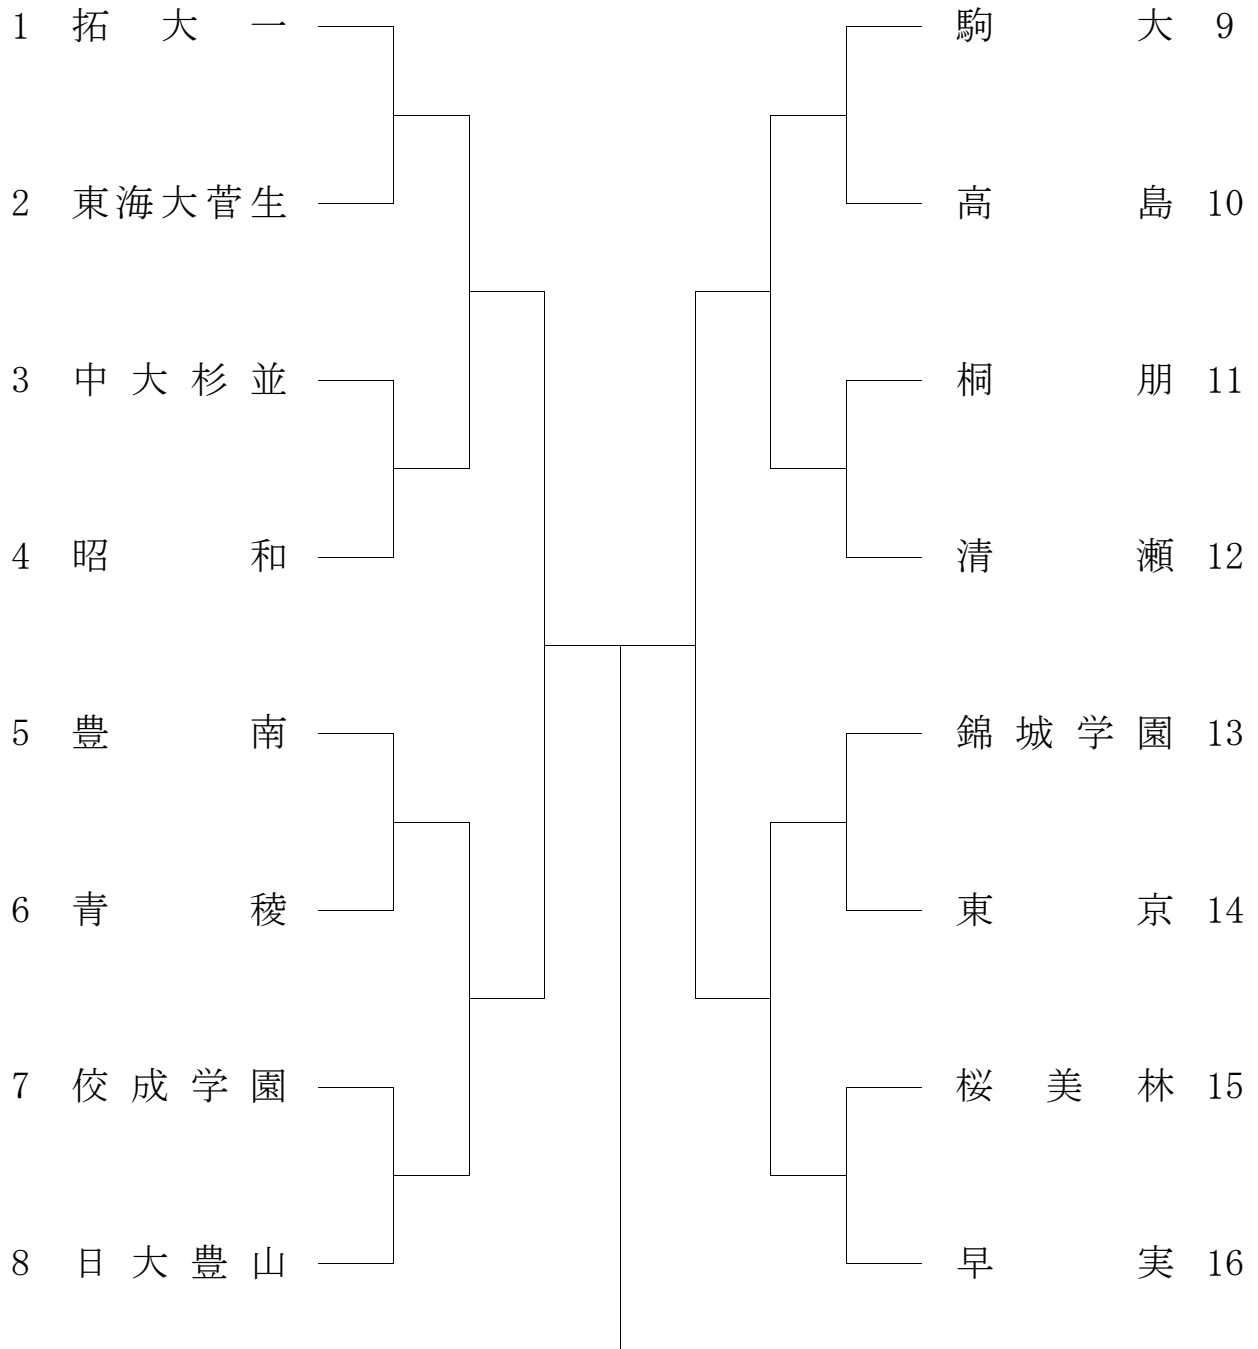 1 拓大一
2 東海大菅生
3 中大杉並
4 昭和
5 豊南
6 青稜
7 佼成学園
8 日大豊山
駒大 9
高島 10
桐朋 11
清瀬 12
錦城学園 13
東京 14
桜美林 15
早実 16